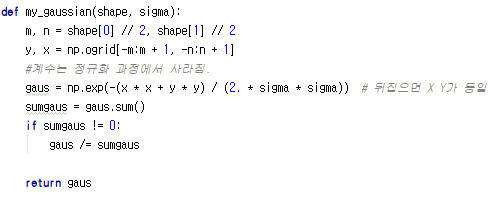 def my_gaussian(shape, sigma):
    m, n = shape[0] // 2, shape[1] // 2
    y, x = np.ogrid[-m:m + 1, -n:n + 1]
    #계수는 정규화 과정에서 사라짐.
    gaus = np.exp(-(x * x + y * y) / (2. * sigma * sigma))  # 뒤집으면 X Y가 동일
    sumgaus = gaus.sum()
    if sumgaus != 0:
        gaus /= sumgaus
    return gaus